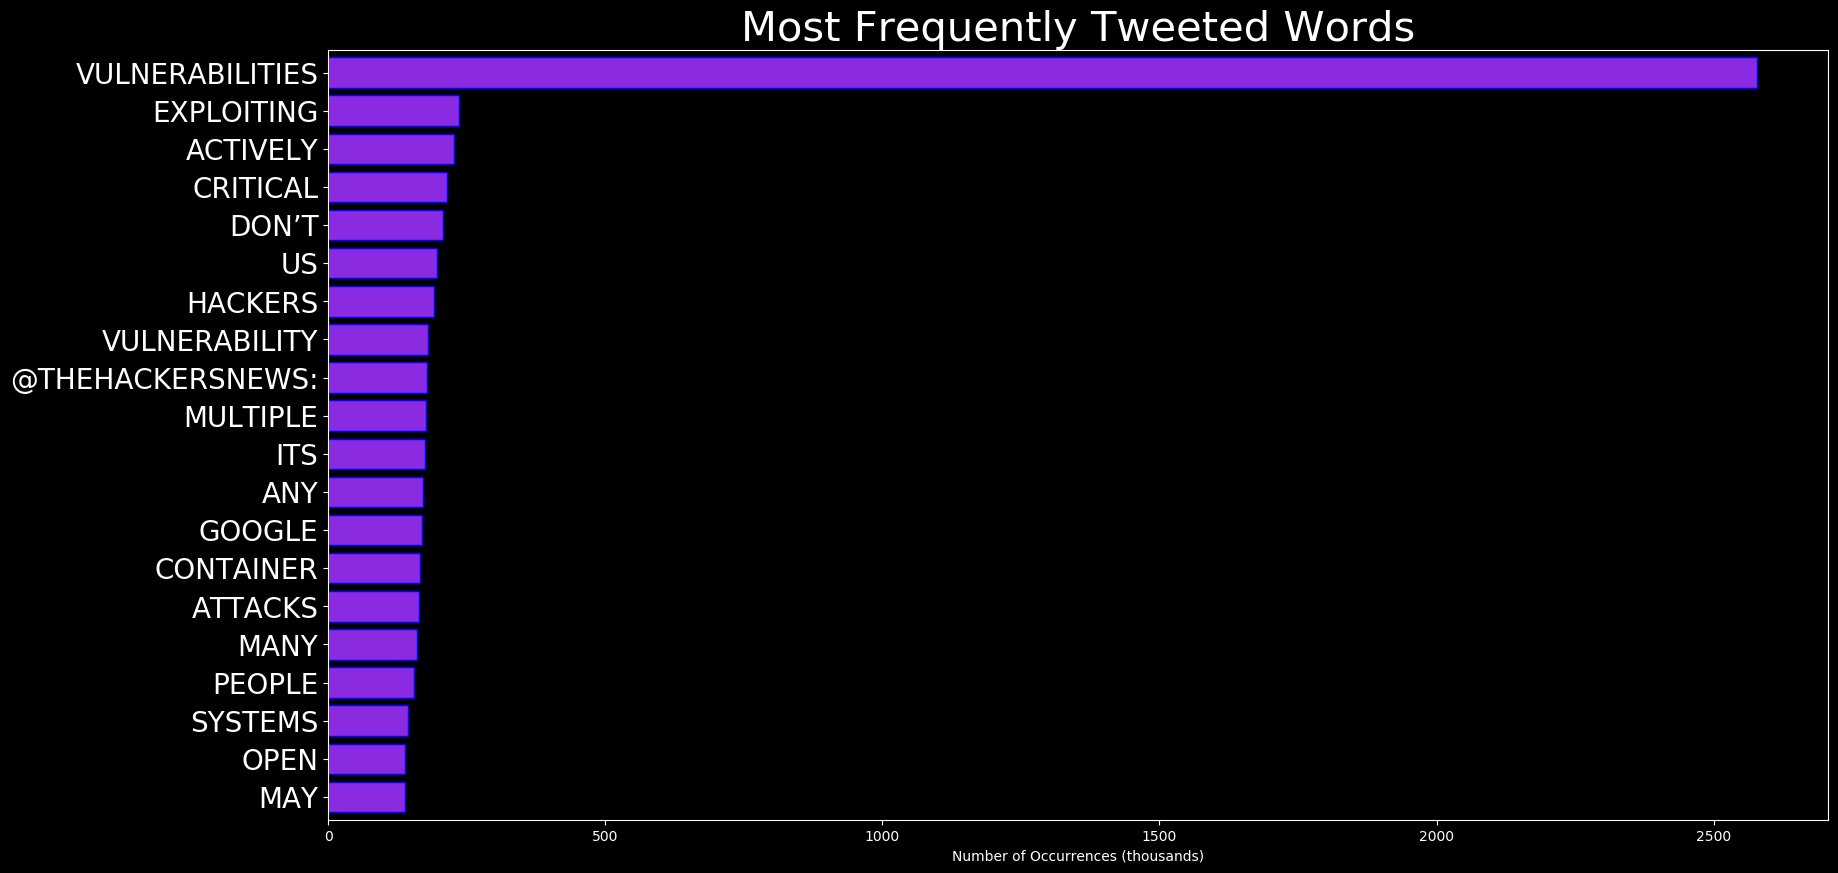 Most Frequently Tweeted Words
VULNERABILITIES
EXPLOITING
ACTIVELY
CRITICAL
DON’T
US
HACKERS
VULNERABILITY
@THEHACKERSNEWS:
MULTIPLE
ITS
ANY
GOOGLE
CONTAINER
ATTACKS
MANY
PEOPLE
SYSTEMS
OPEN
MAY
0 500 1000 1500 2000 2500
Number of Occurrences (thousands)